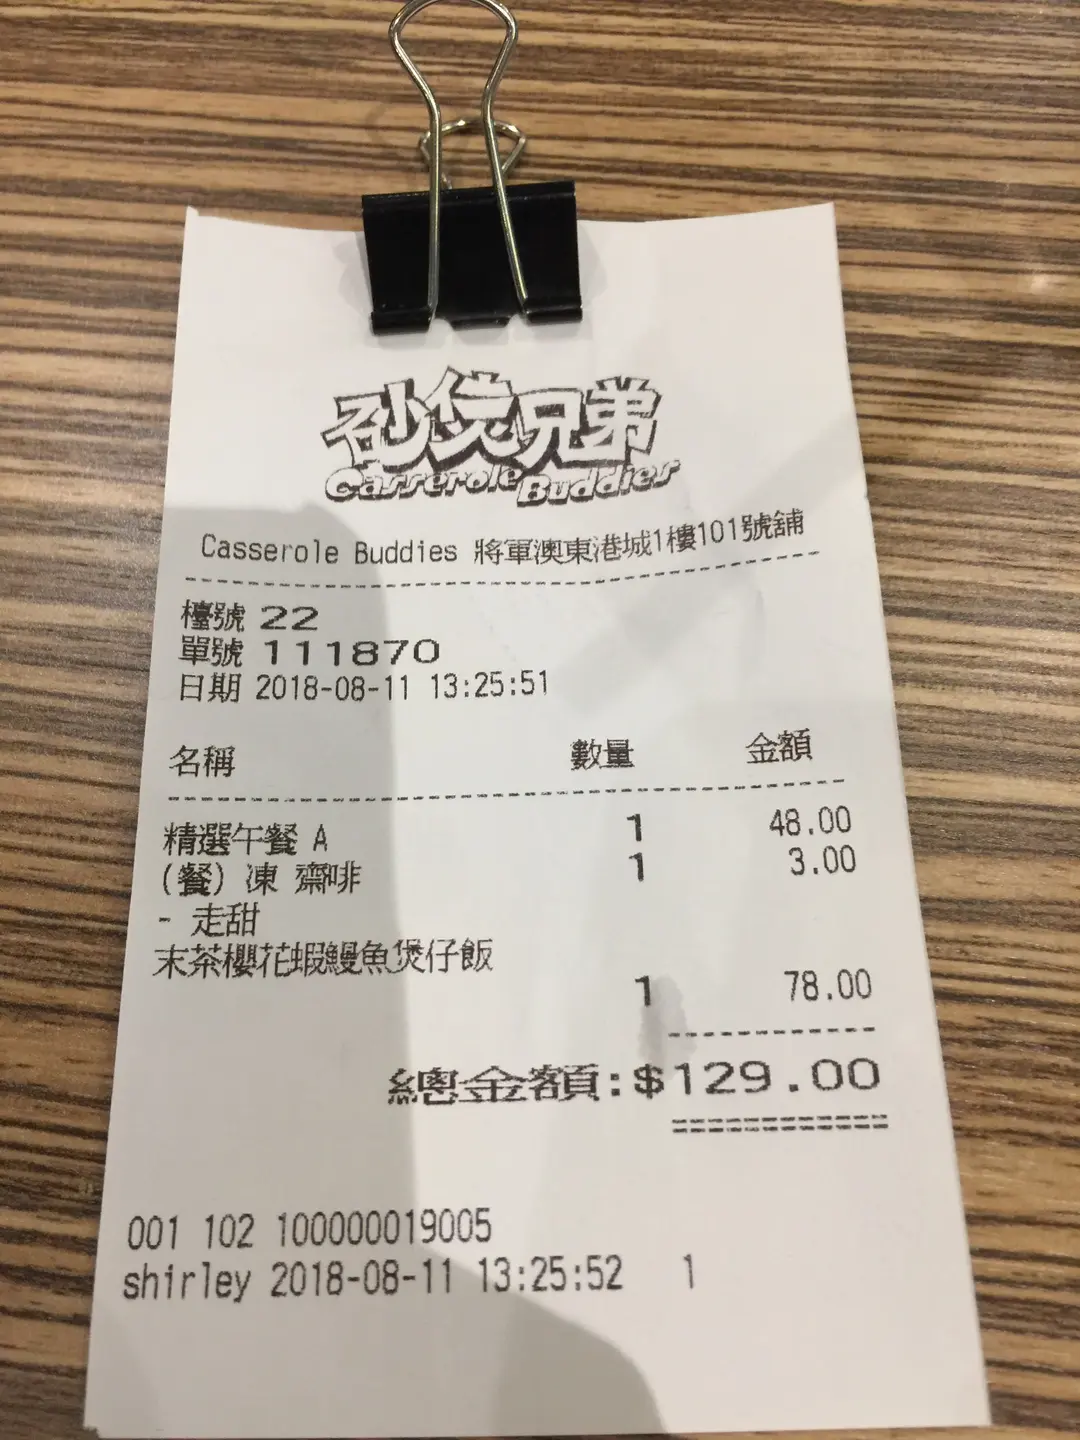 砂煲兄弟
Casserole Buddies
Casserole Buddies 將軍澳東港城1樓101號舖
檯號 22
單號 111870
日期 2018-08-11 13:25:51
名稱 數量 金額
精選午餐 A 1 48.00
(餐) 凍 齋啡 1 3.00
- 走甜
末茶櫻花蝦鰻魚煲仔飯
1 78.00
總金額:$129.00
001 102 100000019005
shirley 2018-08-11 13:25:52 1